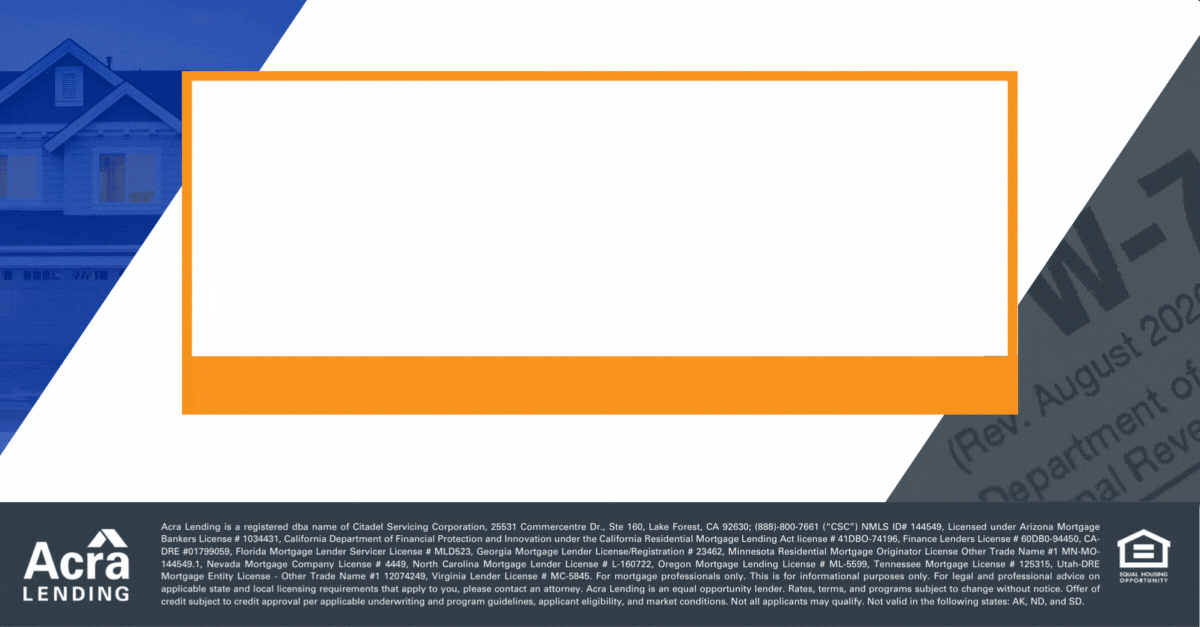 W-7
(Rev. August 202
Department of
nal Reve
Acra
LENDING
Acra Lending is a registered dba name of Citadel Servicing Corporation, 25531 Commercentre Dr., Ste 160, Lake Forest, CA 92630; (888)-800-7661 (“CSC”) NMLS ID# 144549, Licensed under Arizona Mortgage
Bankers License # 1034431, California Department of Financial Protection and Innovation under the California Residential Mortgage Lending Act license # 41DBO-74196, Finance Lenders License # 60DB0-94450, CA-
DRE #01799059, Florida Mortgage Lender Servicer License # MLD523, Georgia Mortgage Lender License/Registration # 23462, Minnesota Residential Mortgage Originator License Other Trade Name #1 MN-MO-
144549.1, Nevada Mortgage Company License # 4449, North Carolina Mortgage Lender License # L-160722, Oregon Mortgage Lending License # ML-5599, Tennessee Mortgage License # 125315, Utah-DRE
Mortgage Entity License - Other Trade Name #1 12074249, Virginia Lender License # MC-5845. For mortgage professionals only. This is for informational purposes only. For legal and professional advice on
applicable state and local licensing requirements that apply to you, please contact an attorney. Acra Lending is an equal opportunity lender. Rates, terms, and programs subject to change without notice. Offer of
credit subject to credit approval per applicable underwriting and program guidelines, applicant eligibility, and market conditions. Not all applicants may qualify. Not valid in the following states: AK, ND, and SD.
EQUAL HOUSING
OPPORTUNITY